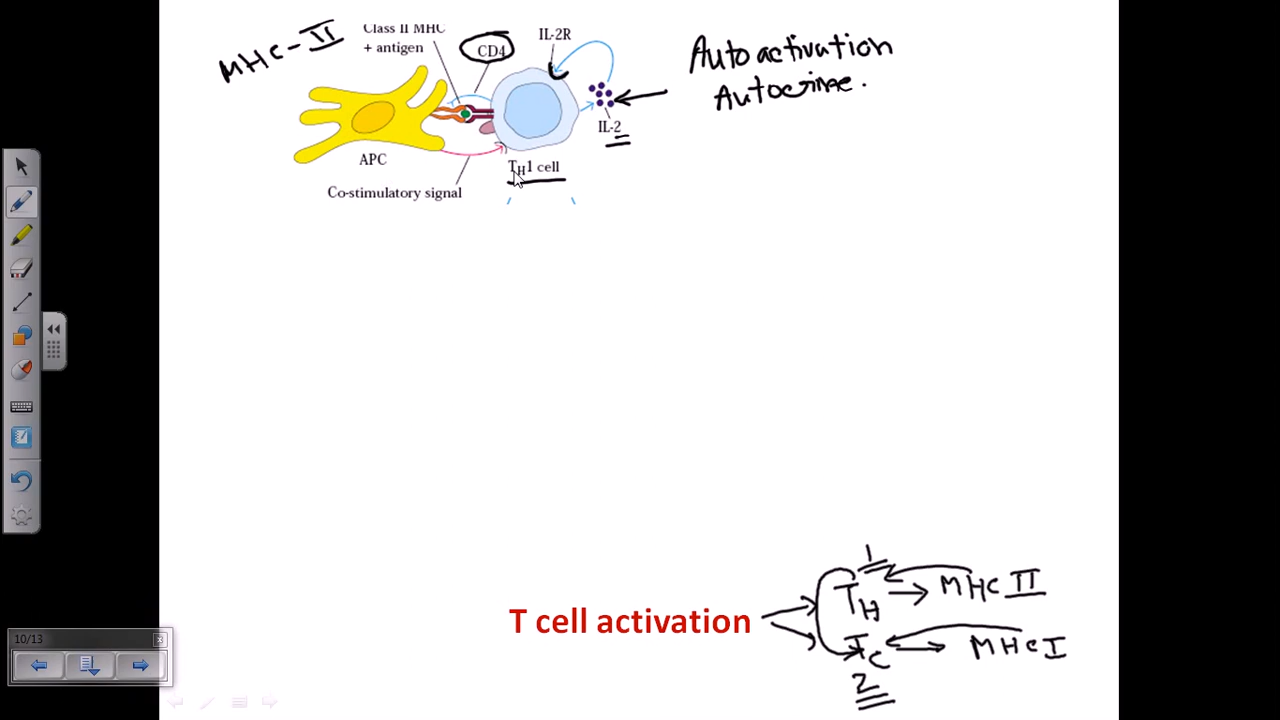 MHC-II
Class II MHC
+ antigen
CD4
IL-2R
Auto activation
Autocrine.
IL-2
APC
TH1 cell
Co-stimulatory signal
1
TH → MHC II
T cell activation
TC → MHC I
2
10/13